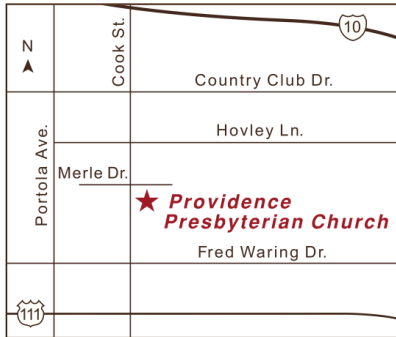 10
N
Cook St.
Country Club Dr.
Hovley Ln.
Portola Ave.
Merle Dr.
Providence
Presbyterian Church
Fred Waring Dr.
111